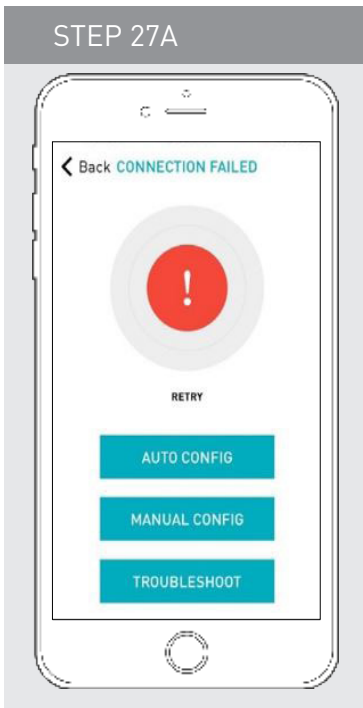 STEP 27A
Back CONNECTION FAILED
!
RETRY
AUTO CONFIG
MANUAL CONFIG
TROUBLESHOOT